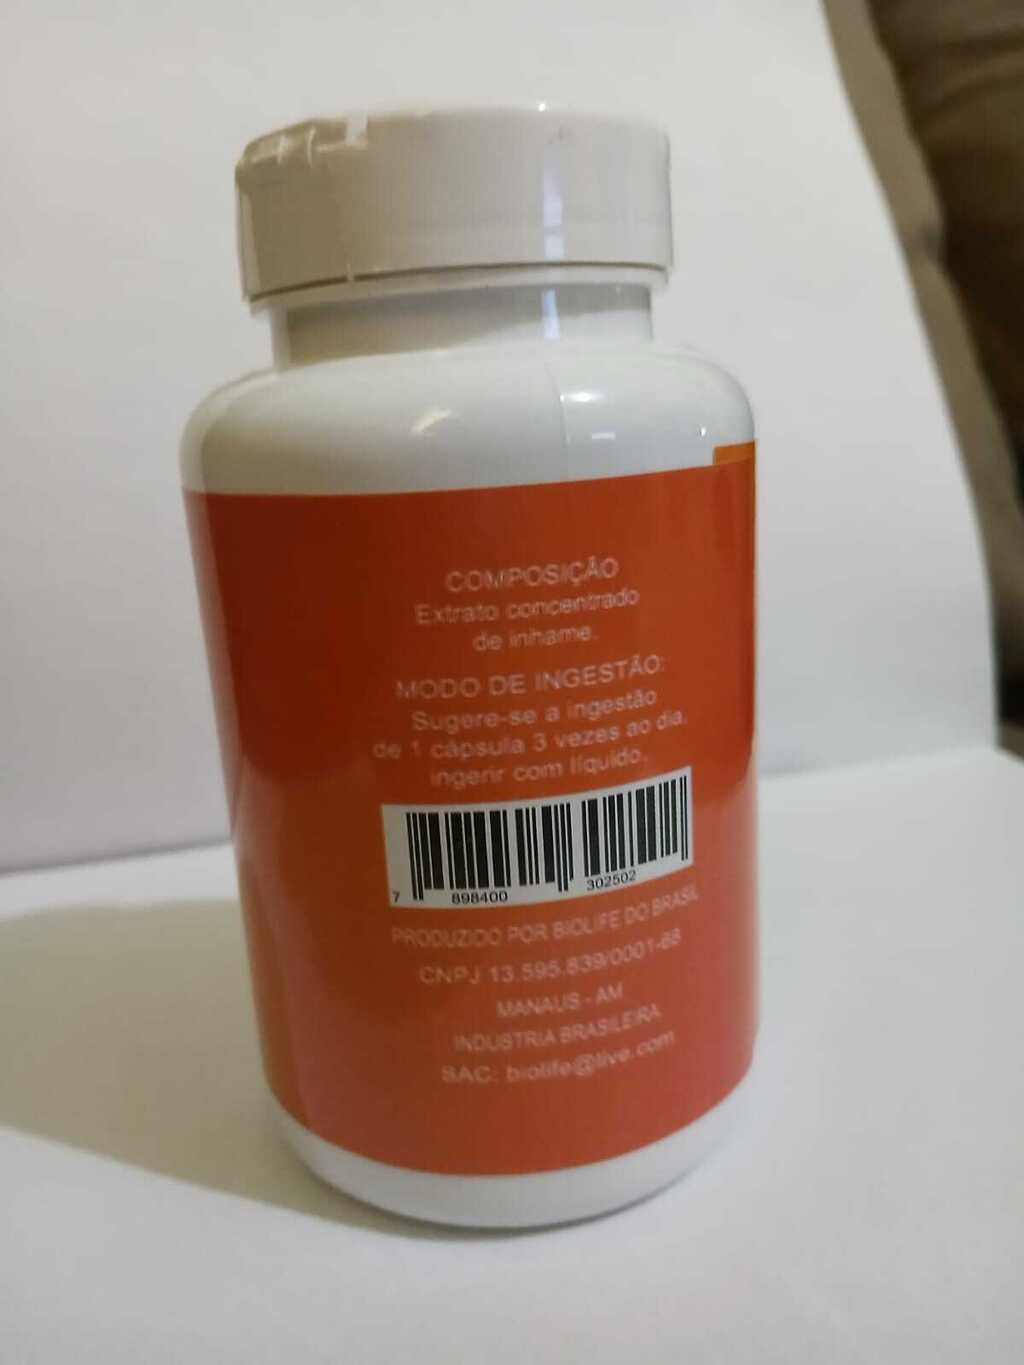 COMPOSIÇÃO
Extrato concentrado
de inhame.
MODO DE INGESTÃO:
Sugere-se a ingestão
de 1 cápsula 3 vezes ao dia,
ingerir com líquido.
7 898400 302502
PRODUZIDO POR BIOLIFE DO BRASIL
CNPJ 13.595.839/0001-68
MANAUS - AM
INDUSTRIA BRASILEIRA
SAC: biolife@live.com